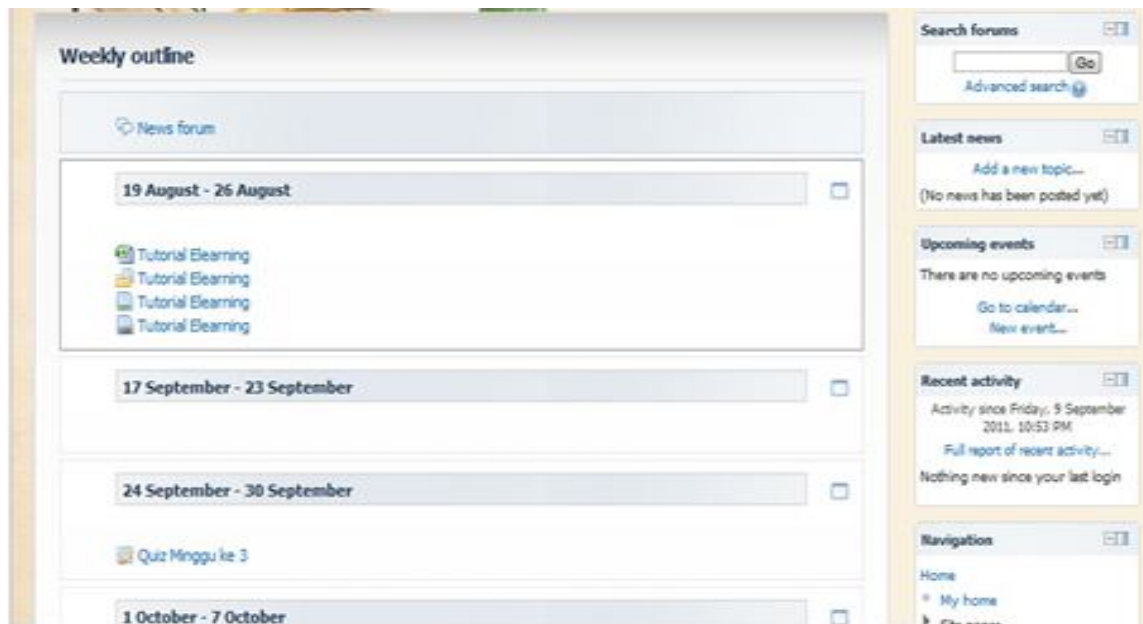 Weekly outline
News forum
19 August - 26 August
Tutorial Elearning
Tutorial Elearning
Tutorial Elearning
Tutorial Elearning
17 September - 23 September
24 September - 30 September
Quiz Minggu ke 3
1 October - 7 October
Search forums
Go
Advanced search
Latest news
Add a new topic...
(No news has been posted yet)
Upcoming events
There are no upcoming events
Go to calendar...
New event...
Recent activity
Activity since Friday, 9 September
2011, 10:53 PM
Full report of recent activity...
Nothing new since your last login
Navigation
Home
My home
Site pages